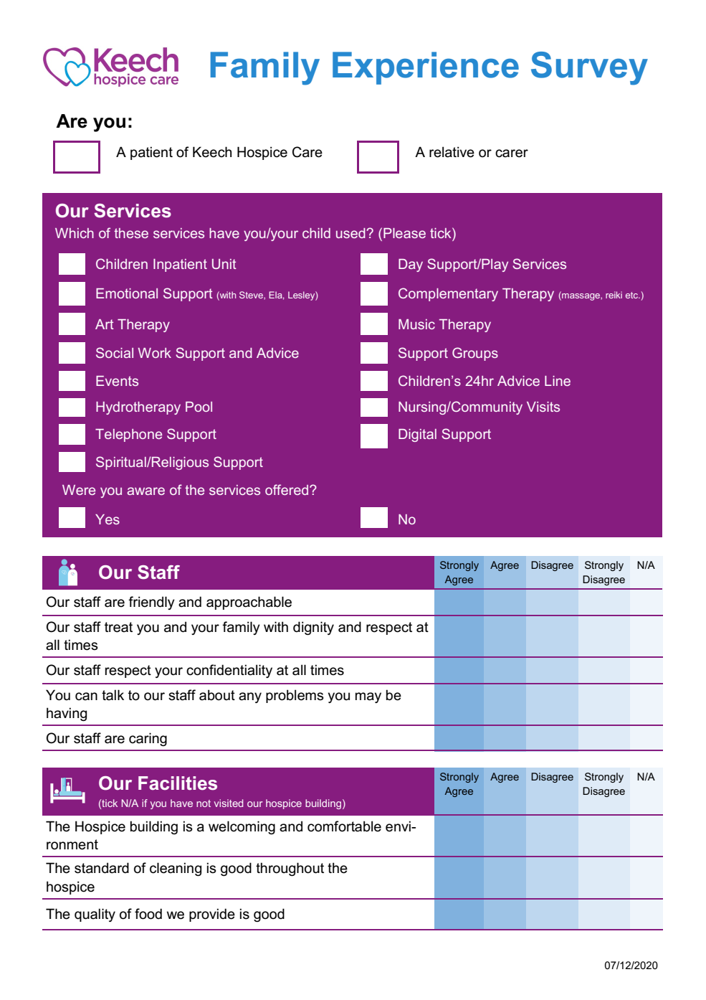 Keech
hospice care
Family Experience Survey
Are you:
A patient of Keech Hospice Care
A relative or carer
Our Services
Which of these services have you/your child used? (Please tick)
Children Inpatient Unit
Day Support/Play Services
Emotional Support (with Steve, Ela, Lesley)
Complementary Therapy (massage, reiki etc.)
Art Therapy
Music Therapy
Social Work Support and Advice
Support Groups
Events
Children’s 24hr Advice Line
Hydrotherapy Pool
Nursing/Community Visits
Telephone Support
Digital Support
Spiritual/Religious Support
Were you aware of the services offered?
Yes
No
Our Staff
Strongly Agree
Agree
Disagree
Strongly Disagree
N/A
Our staff are friendly and approachable
Our staff treat you and your family with dignity and respect at
all times
Our staff respect your confidentiality at all times
You can talk to our staff about any problems you may be
having
Our staff are caring
Our Facilities
(tick N/A if you have not visited our hospice building)
Strongly Agree
Agree
Disagree
Strongly Disagree
N/A
The Hospice building is a welcoming and comfortable envi-
ronment
The standard of cleaning is good throughout the
hospice
The quality of food we provide is good
07/12/2020